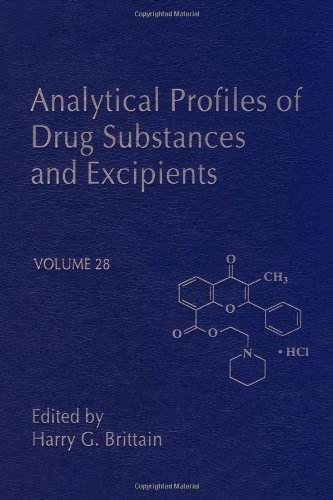 Analytical Profiles of
Drug Substances
and Excipients
VOLUME 28
O
CH₃
O
O
O
N
• HCl
Edited by
Harry G. Brittain